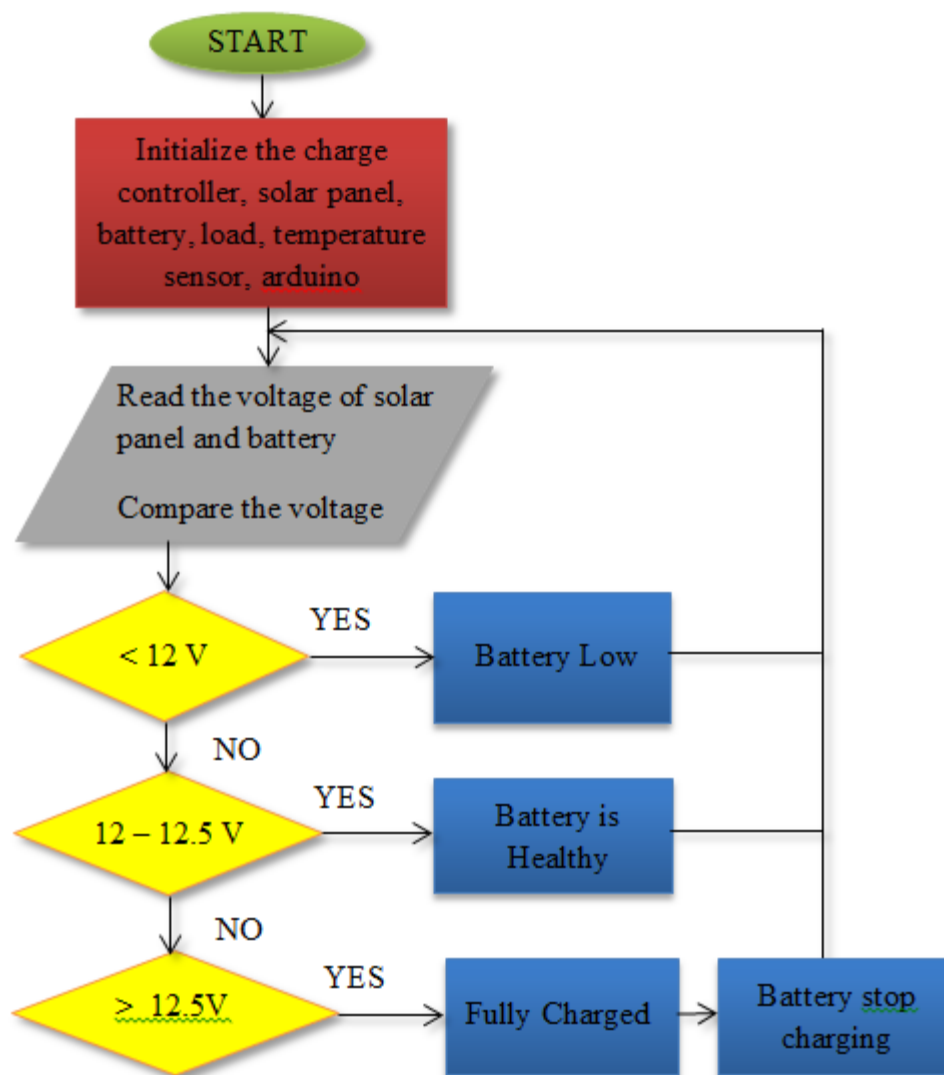 START
Initialize the charge
controller, solar panel,
battery, load, temperature
sensor, arduino
Read the voltage of solar
panel and battery
Compare the voltage
< 12 V
YES
Battery Low
NO
12 – 12.5 V
YES
Battery is
Healthy
NO
> 12.5V
YES
Fully Charged
Battery stop
charging